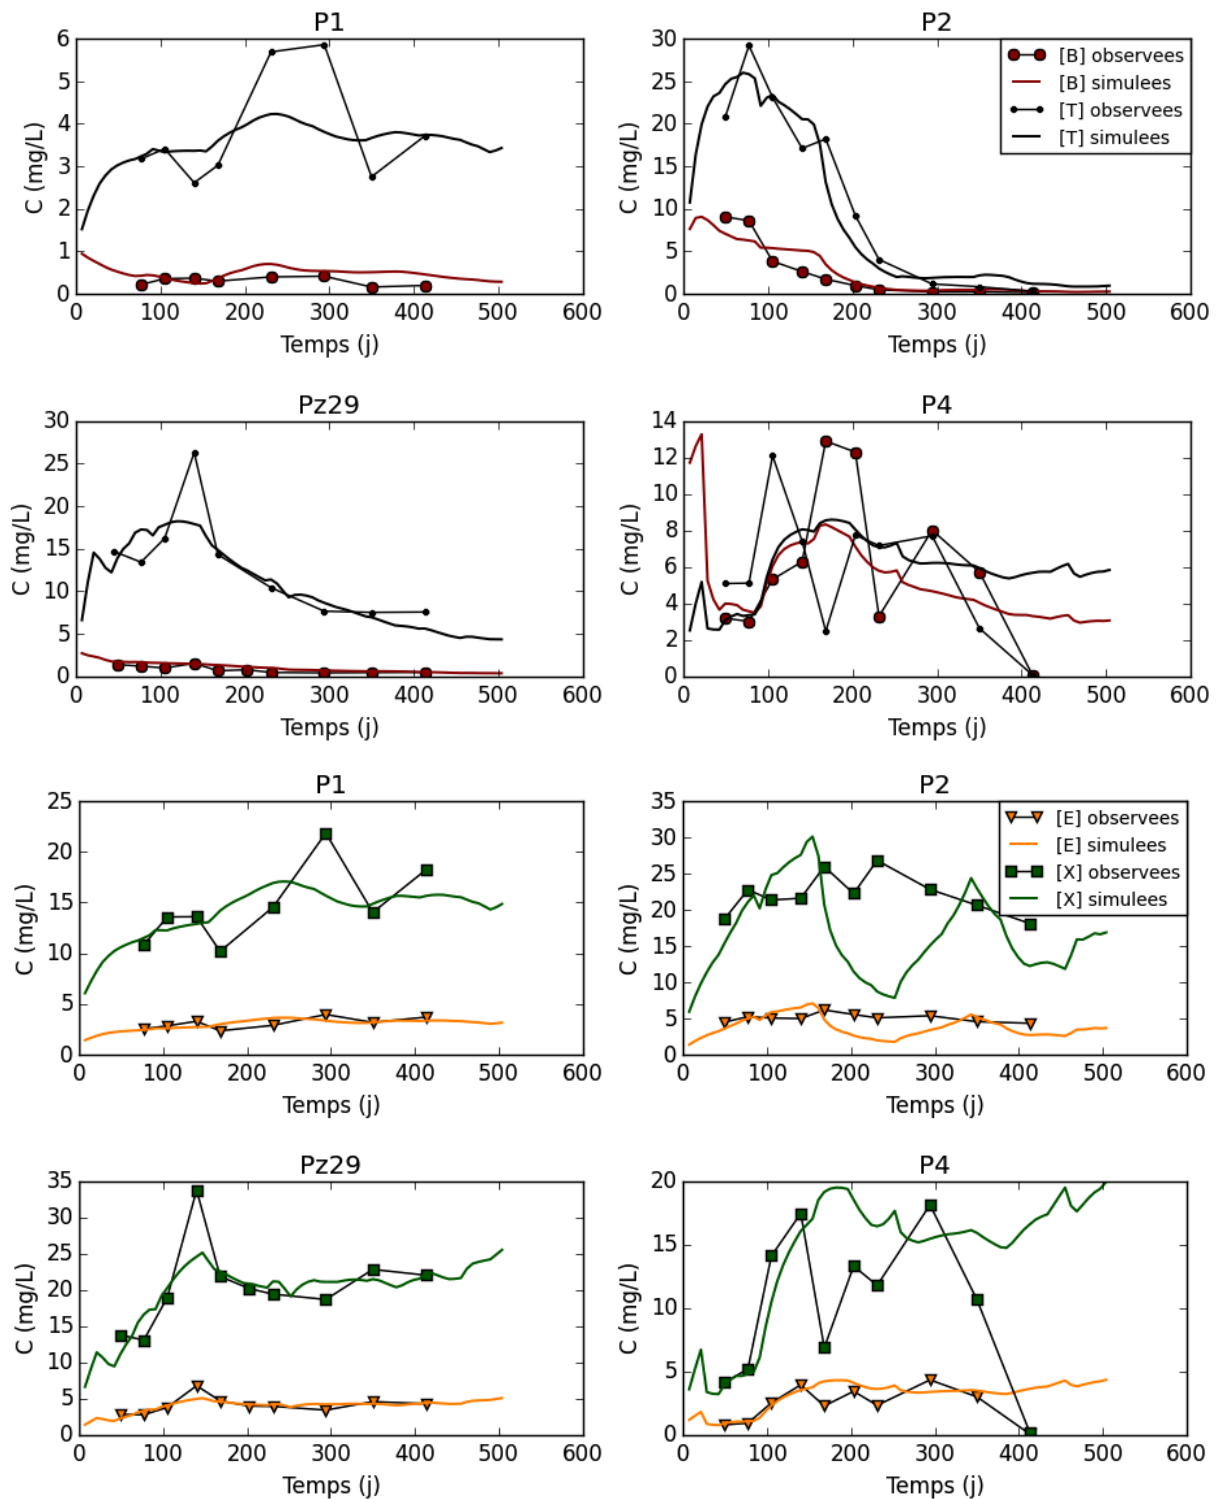 P1
6
5
4
3
2
1
0
C (mg/L)
0 100 200 300 400 500 600
Temps (j)
P2
30
25
20
15
10
5
0
C (mg/L)
[B] observees
[B] simulees
[T] observees
[T] simulees
0 100 200 300 400 500 600
Temps (j)
Pz29
30
25
20
15
10
5
0
C (mg/L)
0 100 200 300 400 500 600
Temps (j)
P4
14
12
10
8
6
4
2
0
C (mg/L)
0 100 200 300 400 500 600
Temps (j)
P1
25
20
15
10
5
0
C (mg/L)
0 100 200 300 400 500 600
Temps (j)
P2
35
30
25
20
15
10
5
0
C (mg/L)
[E] observees
[E] simulees
[X] observees
[X] simulees
0 100 200 300 400 500 600
Temps (j)
Pz29
35
30
25
20
15
10
5
0
C (mg/L)
0 100 200 300 400 500 600
Temps (j)
P4
20
15
10
5
0
C (mg/L)
0 100 200 300 400 500 600
Temps (j)